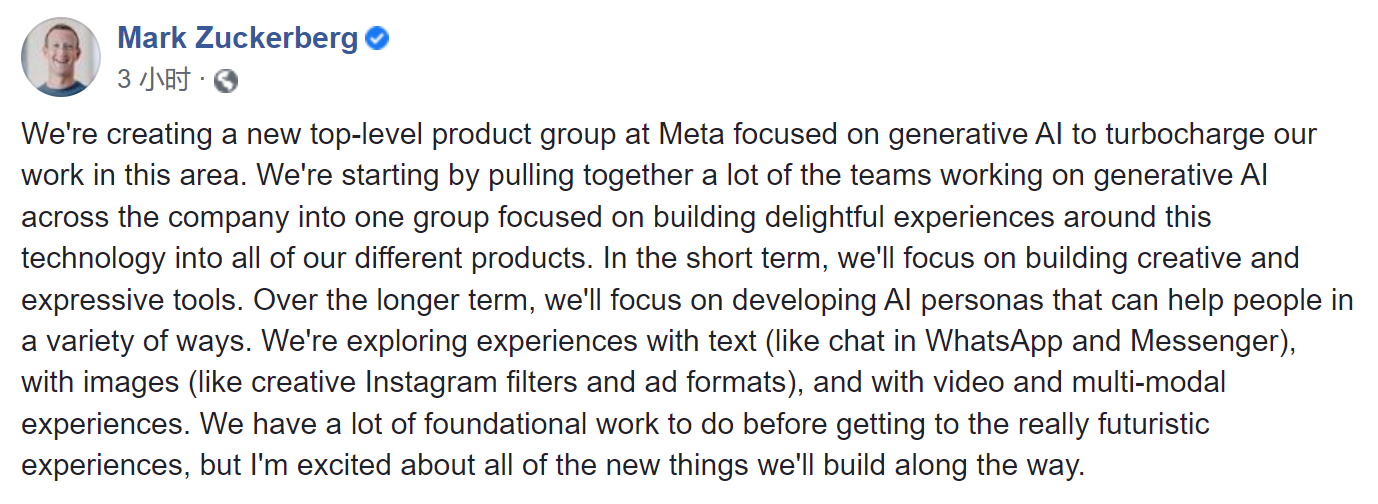 Mark Zuckerberg
3 小时 ·
We're creating a new top-level product group at Meta focused on generative AI to turbocharge our
work in this area. We're starting by pulling together a lot of the teams working on generative AI
across the company into one group focused on building delightful experiences around this
technology into all of our different products. In the short term, we'll focus on building creative and
expressive tools. Over the longer term, we'll focus on developing AI personas that can help people in
a variety of ways. We're exploring experiences with text (like chat in WhatsApp and Messenger),
with images (like creative Instagram filters and ad formats), and with video and multi-modal
experiences. We have a lot of foundational work to do before getting to the really futuristic
experiences, but I'm excited about all of the new things we'll build along the way.